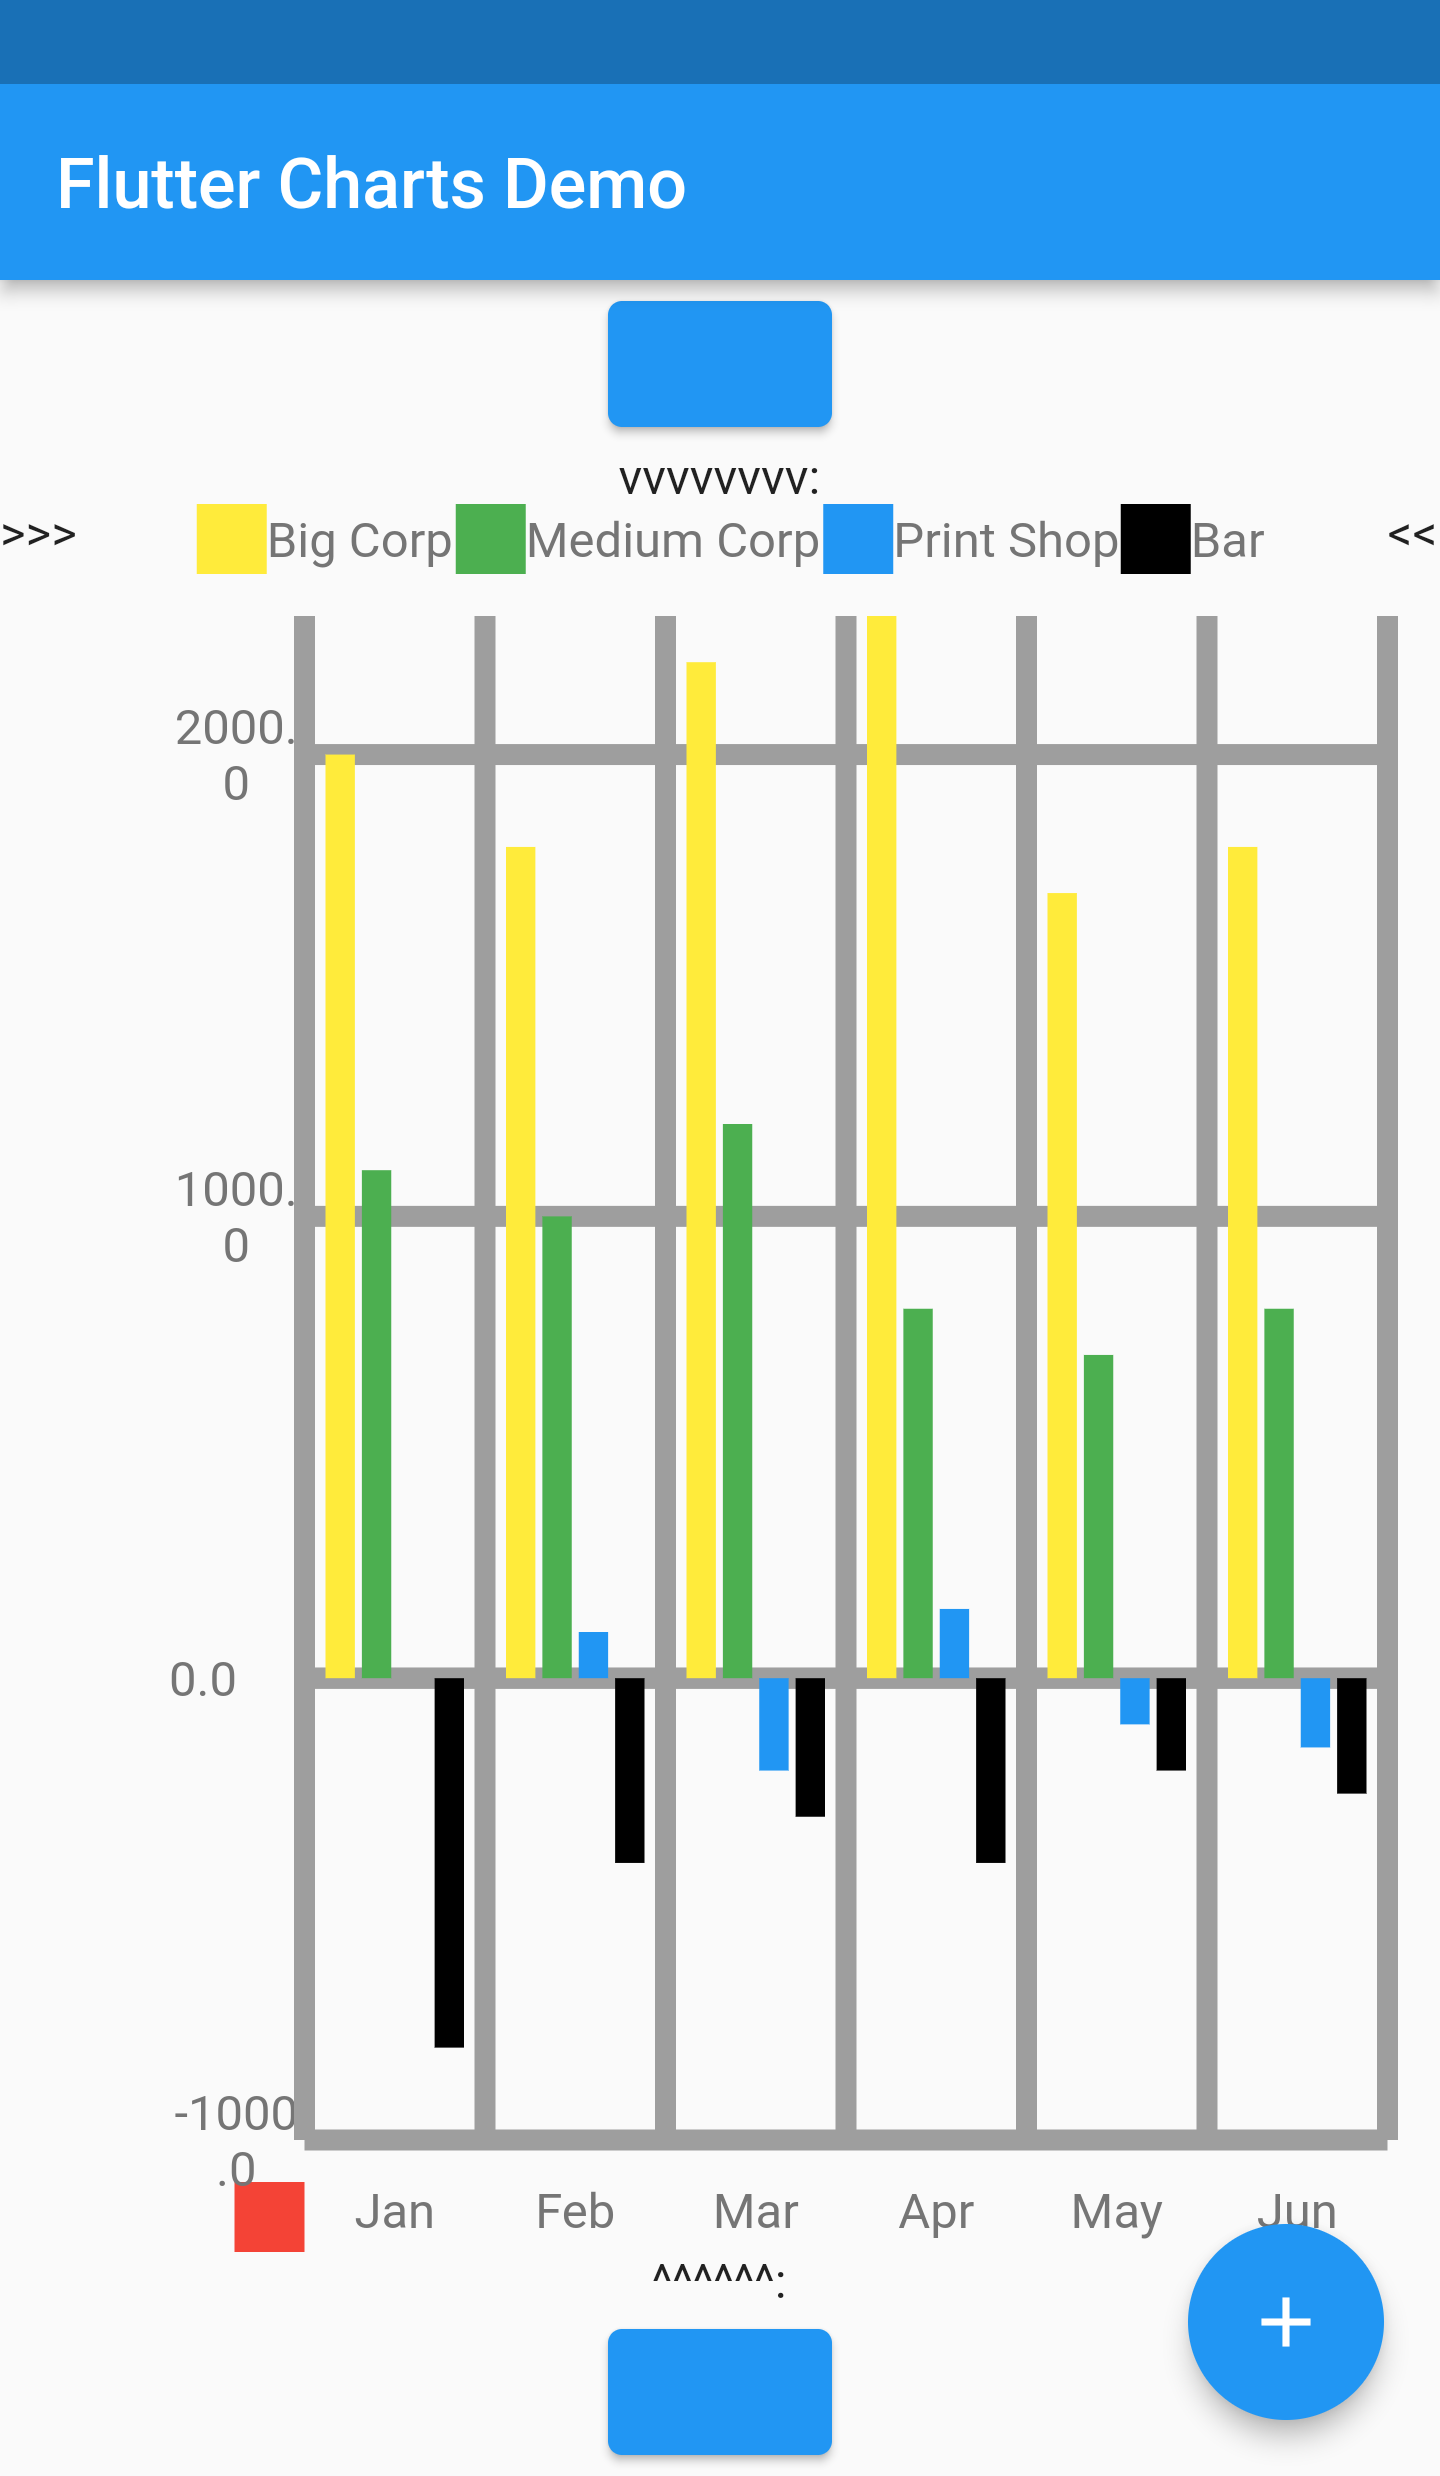 Flutter Charts Demo
vvvvvvvv:
>>> Big Corp Medium Corp Print Shop Bar <<
2000.
0
1000.
0
0.0
-1000
.0
Jan Feb Mar Apr May Jun
^^^^^^:
+